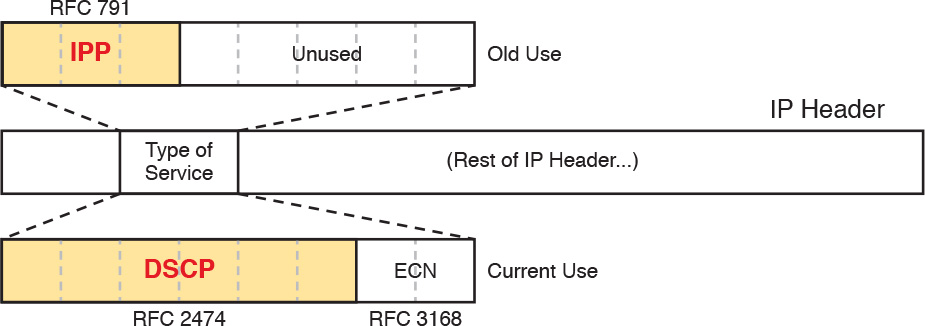 RFC 791
IPP
Unused
Old Use
IP Header
Type of
Service
(Rest of IP Header...)
DSCP
ECN
Current Use
RFC 2474
RFC 3168